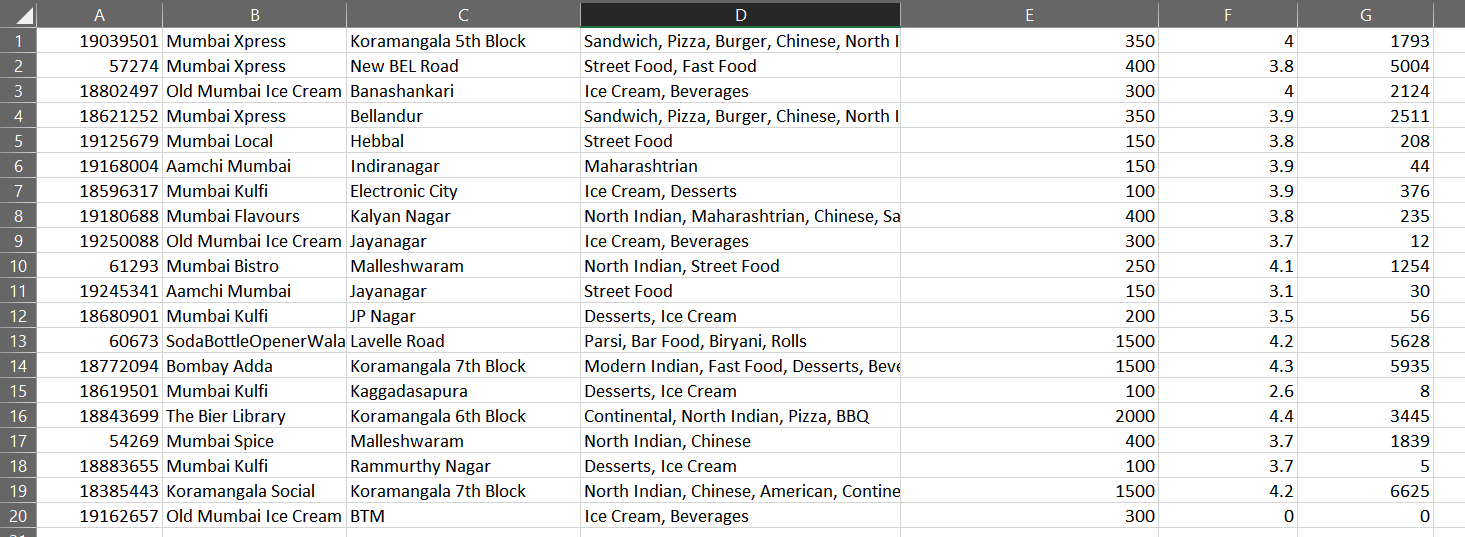 A B C D E F G
1 19039501 Mumbai Xpress Koramangala 5th Block Sandwich, Pizza, Burger, Chinese, North I 350 4 1793
2 57274 Mumbai Xpress New BEL Road Street Food, Fast Food 400 3.8 5004
3 18802497 Old Mumbai Ice Cream Banashankari Ice Cream, Beverages 300 4 2124
4 18621252 Mumbai Xpress Bellandur Sandwich, Pizza, Burger, Chinese, North I 350 3.9 2511
5 19125679 Mumbai Local Hebbal Street Food 150 3.8 208
6 19168004 Aamchi Mumbai Indiranagar Maharashtrian 150 3.9 44
7 18596317 Mumbai Kulfi Electronic City Ice Cream, Desserts 100 3.9 376
8 19180688 Mumbai Flavours Kalyan Nagar North Indian, Maharashtrian, Chinese, Sa 400 3.8 235
9 19250088 Old Mumbai Ice Cream Jayanagar Ice Cream, Beverages 300 3.7 12
10 61293 Mumbai Bistro Malleshwaram North Indian, Street Food 250 4.1 1254
11 19245341 Aamchi Mumbai Jayanagar Street Food 150 3.1 30
12 18680901 Mumbai Kulfi JP Nagar Desserts, Ice Cream 200 3.5 56
13 60673 SodaBottleOpenerWala Lavelle Road Parsi, Bar Food, Biryani, Rolls 1500 4.2 5628
14 18772094 Bombay Adda Koramangala 7th Block Modern Indian, Fast Food, Desserts, Beve 1500 4.3 5935
15 18619501 Mumbai Kulfi Kaggadasapura Desserts, Ice Cream 100 2.6 8
16 18843699 The Bier Library Koramangala 6th Block Continental, North Indian, Pizza, BBQ 2000 4.4 3445
17 54269 Mumbai Spice Malleshwaram North Indian, Chinese 400 3.7 1839
18 18883655 Mumbai Kulfi Rammurthy Nagar Desserts, Ice Cream 100 3.7 5
19 18385443 Koramangala Social Koramangala 7th Block North Indian, Chinese, American, Contine 1500 4.2 6625
20 19162657 Old Mumbai Ice Cream BTM Ice Cream, Beverages 300 0 0